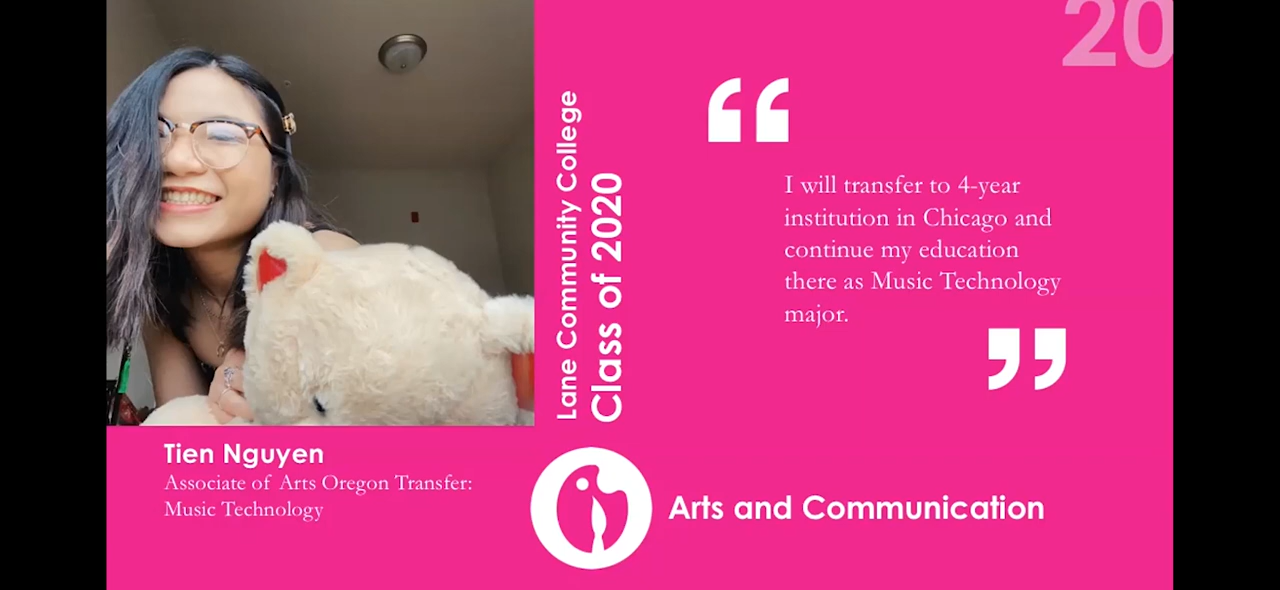 20
Lane Community College
Class of 2020
“
I will transfer to 4-year
institution in Chicago and
continue my education
there as Music Technology
major.
”
Tien Nguyen
Associate of Arts Oregon Transfer:
Music Technology
Arts and Communication